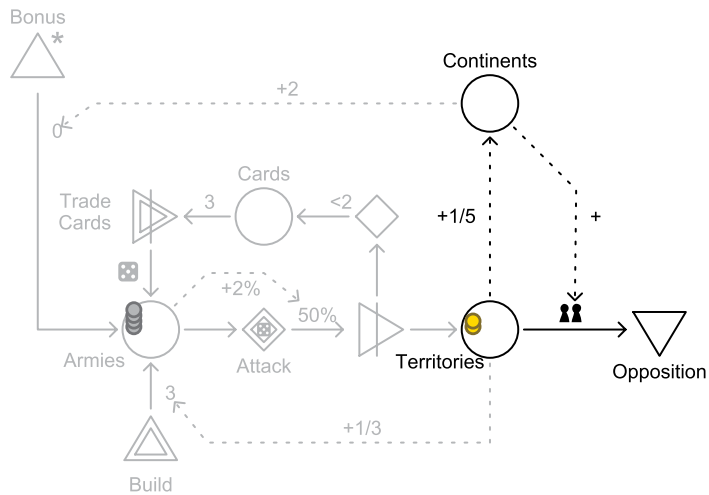 Bonus
*
Continents
+2
0
Cards
Trade
Cards
3
<2
+1/5
+
+2%
50%
Armies
Attack
Territories
Opposition
3
+1/3
Build